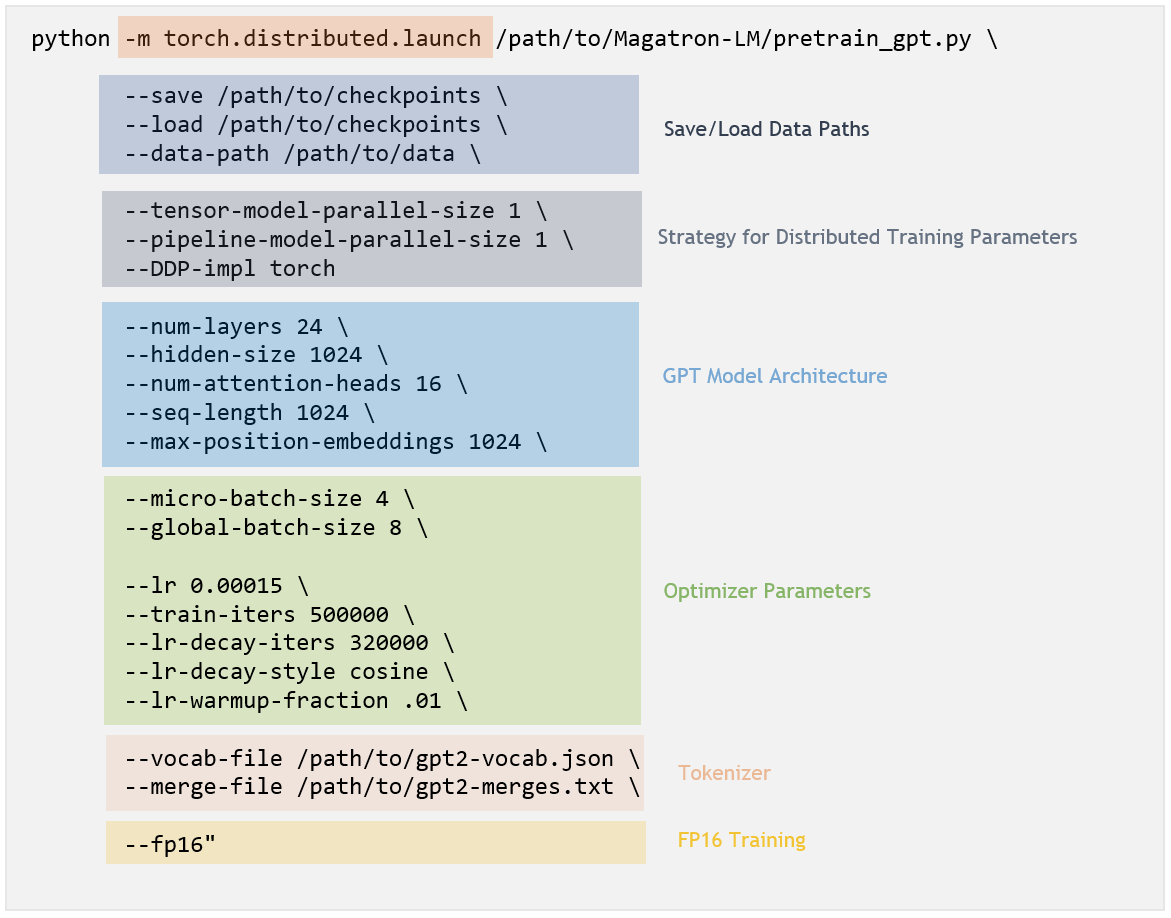 python -m torch.distributed.launch /path/to/Magatron-LM/pretrain_gpt.py \
--save /path/to/checkpoints \
--load /path/to/checkpoints \
--data-path /path/to/data \
Save/Load Data Paths
--tensor-model-parallel-size 1 \
--pipeline-model-parallel-size 1 \
--DDP-impl torch
Strategy for Distributed Training Parameters
--num-layers 24 \
--hidden-size 1024 \
--num-attention-heads 16 \
--seq-length 1024 \
--max-position-embeddings 1024 \
GPT Model Architecture
--micro-batch-size 4 \
--global-batch-size 8 \
--lr 0.00015 \
--train-iters 500000 \
--lr-decay-iters 320000 \
--lr-decay-style cosine \
--lr-warmup-fraction .01 \
Optimizer Parameters
--vocab-file /path/to/gpt2-vocab.json \
--merge-file /path/to/gpt2-merges.txt \
Tokenizer
--fp16"
FP16 Training